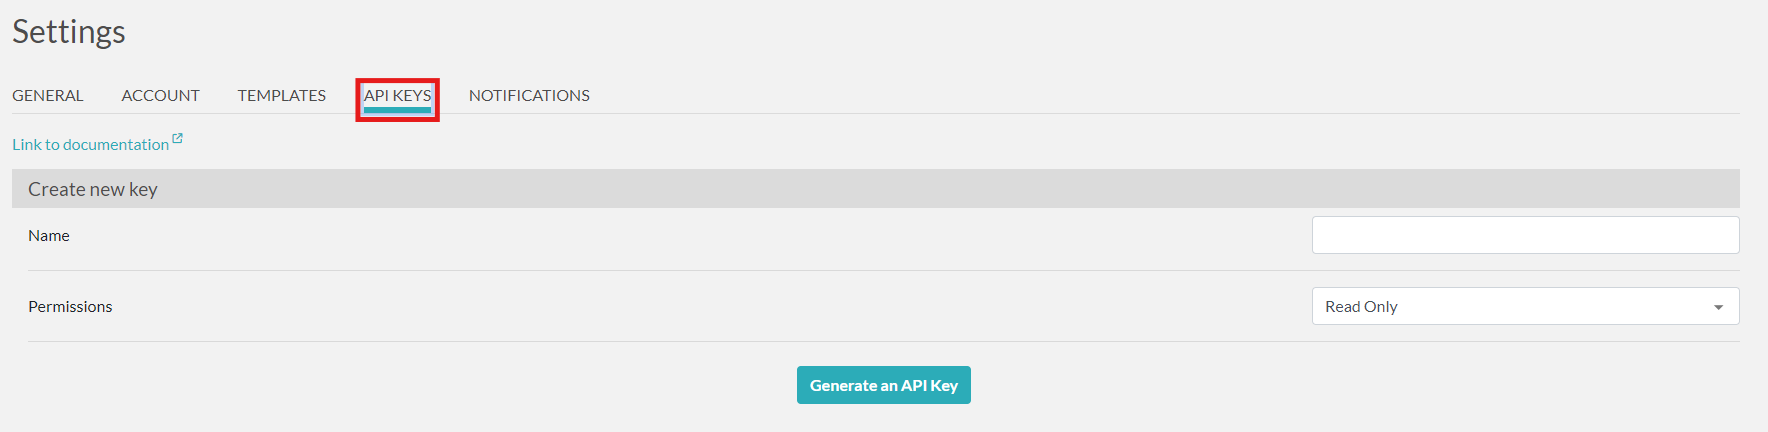 Settings
GENERAL ACCOUNT TEMPLATES API KEYS NOTIFICATIONS
Link to documentation
Create new key
Name
Permissions Read Only
Generate an API Key